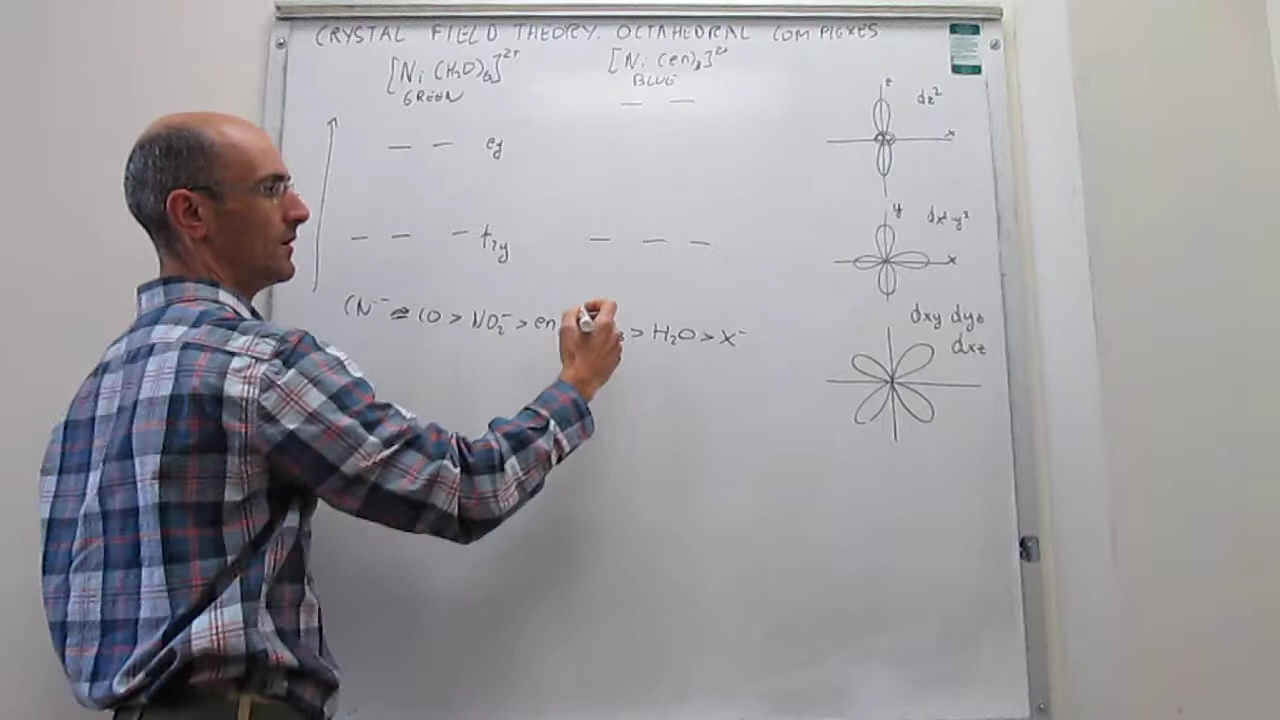 CRYSTAL FIELD THEORY. OCTAHEDRAL COMPLEXES
[Ni(H₂O)₆]²⁺ [Ni(en)₃]²⁺
GREEN BLUE
eg
t₂g
CN⁻ ≈ CO > NO₂⁻ > en > H₂O > X⁻
z
dz²
x
y
dx²-y²
x
dxy dyz
dxz